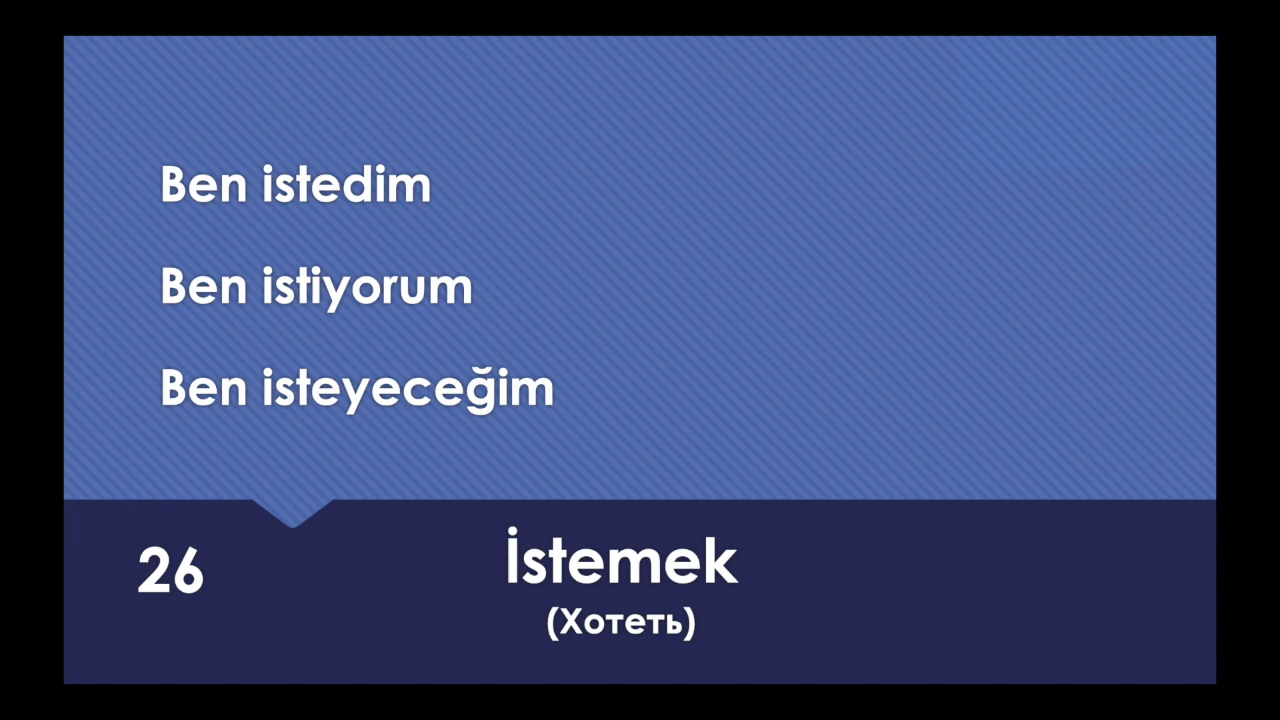 Ben istedim
Ben istiyorum
Ben isteyeceğim
26
İstemek
(Хотеть)